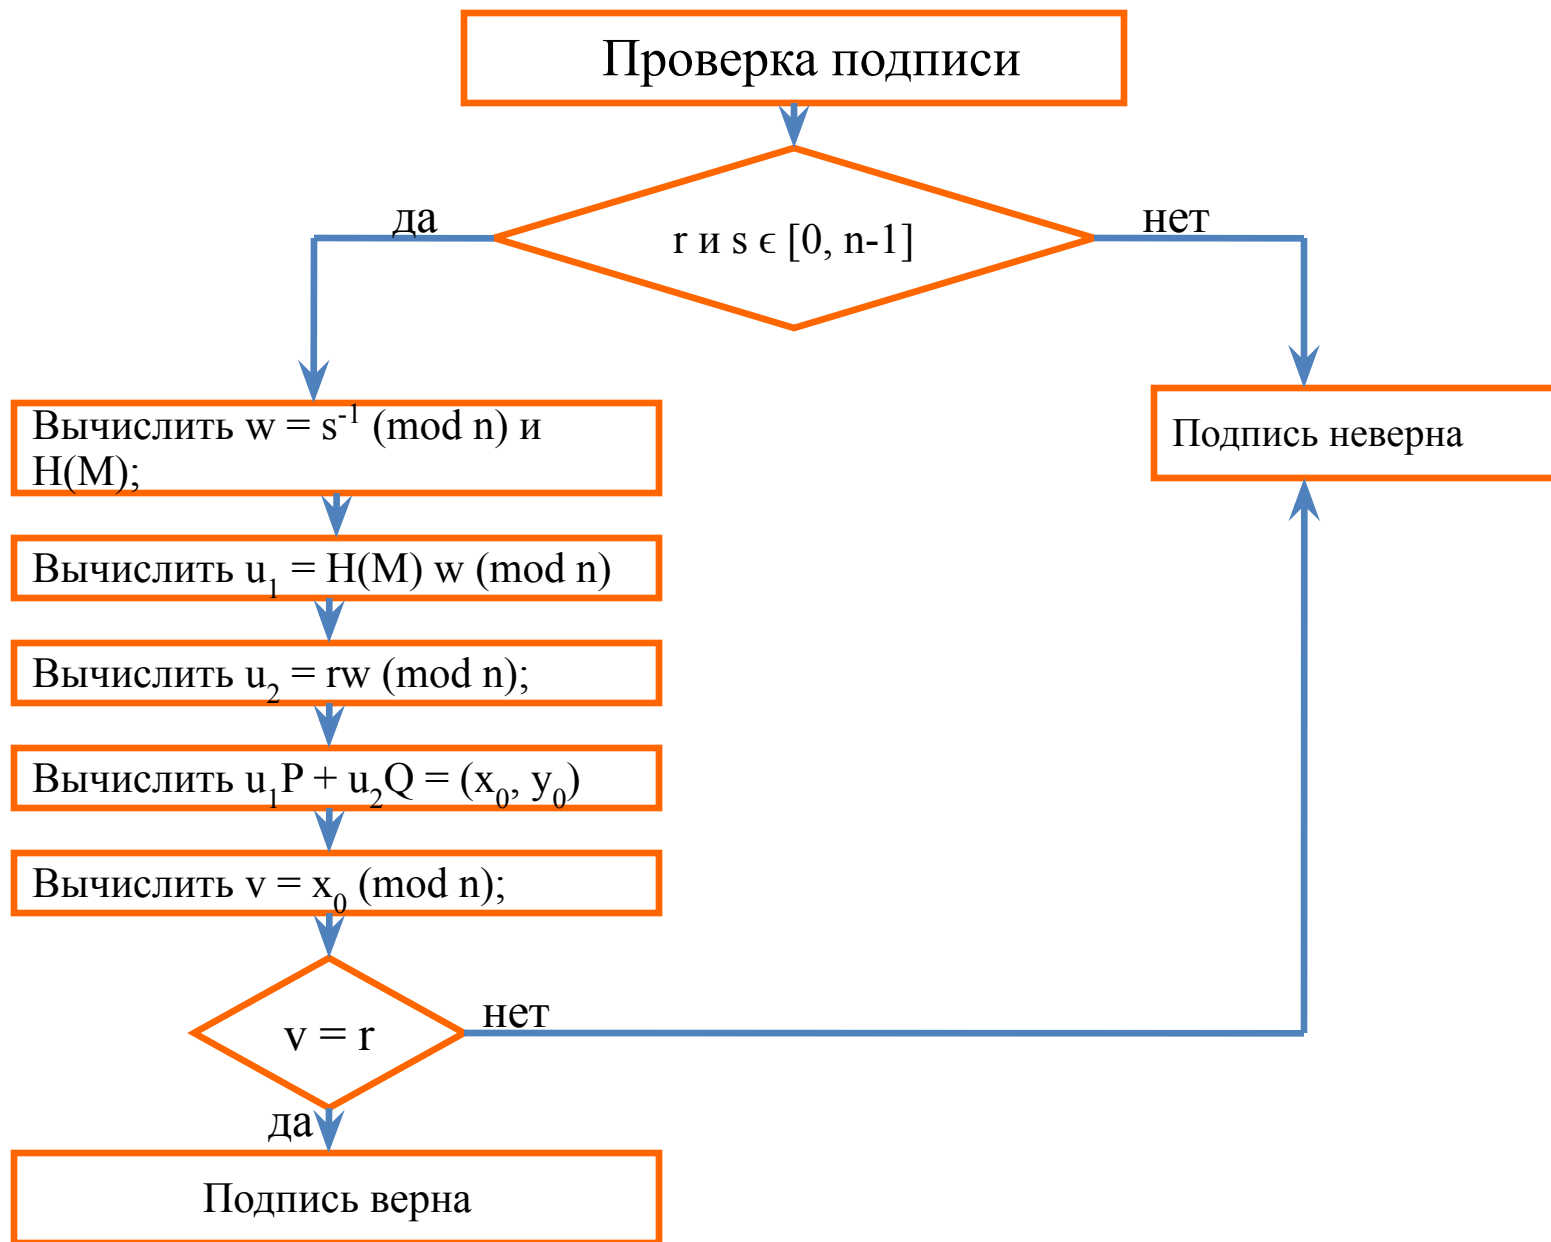 Проверка подписи
да
нет
r и s ϵ [0, n-1]
Вычислить w = s⁻¹ (mod n) и
H(M);
Подпись неверна
Вычислить u₁ = H(M) w (mod n)
Вычислить u₂ = rw (mod n);
Вычислить u₁P + u₂Q = (x₀, y₀)
Вычислить v = x₀ (mod n);
v = r
нет
да
Подпись верна